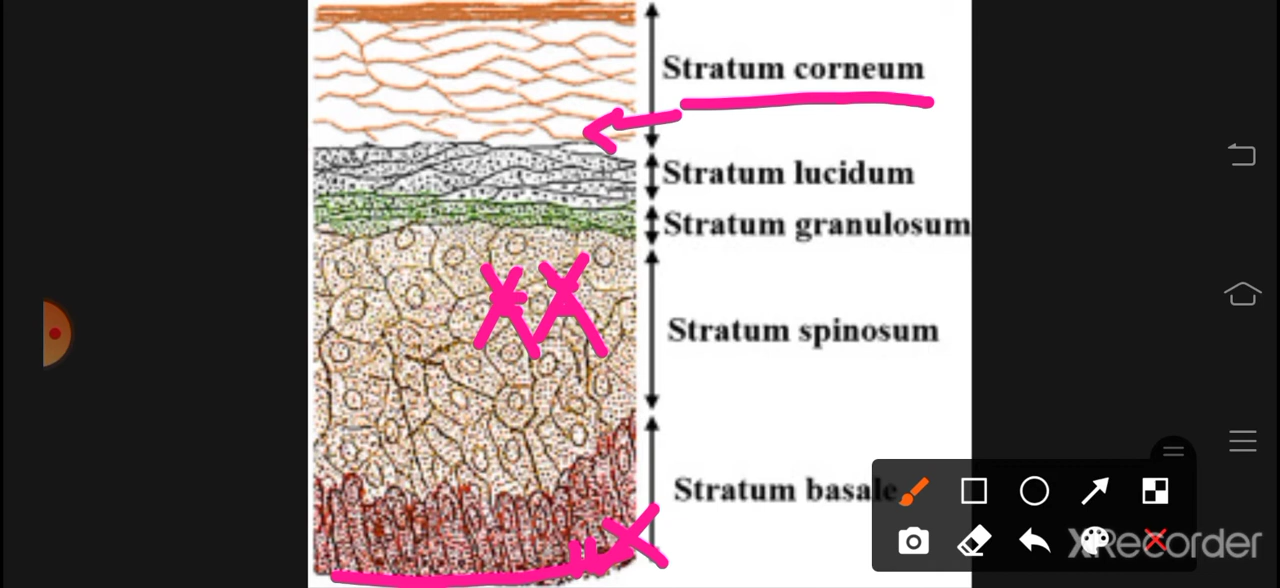 Stratum corneum
Stratum lucidum
Stratum granulosum
Stratum spinosum
Stratum basale
XRecorder